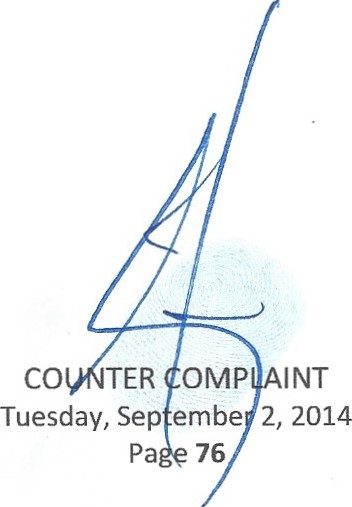 COUNTER COMPLAINT
Tuesday, September 2, 2014
Page 76